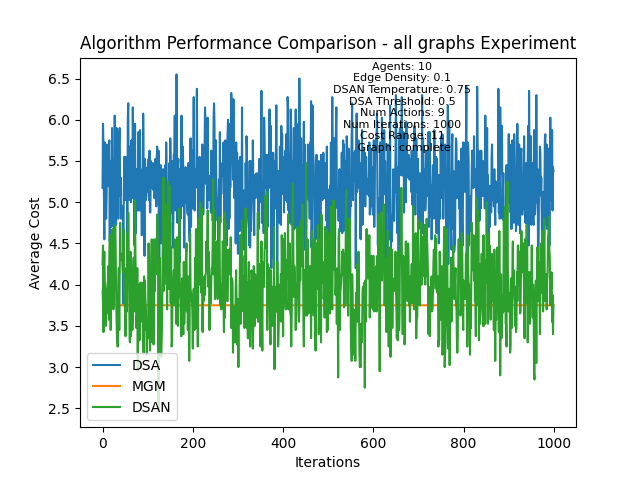 Algorithm Performance Comparison - all graphs Experiment
Agents: 10
Edge Density: 0.1
DSAN Temperature: 0.75
DSA Threshold: 0.5
Num Actions: 9
Num Iterations: 1000
Cost Range: 11
Graph: complete
6.5
6.0
5.5
5.0
4.5
4.0
3.5
3.0
2.5
Average Cost
DSA
MGM
DSAN
0 200 400 600 800 1000
Iterations